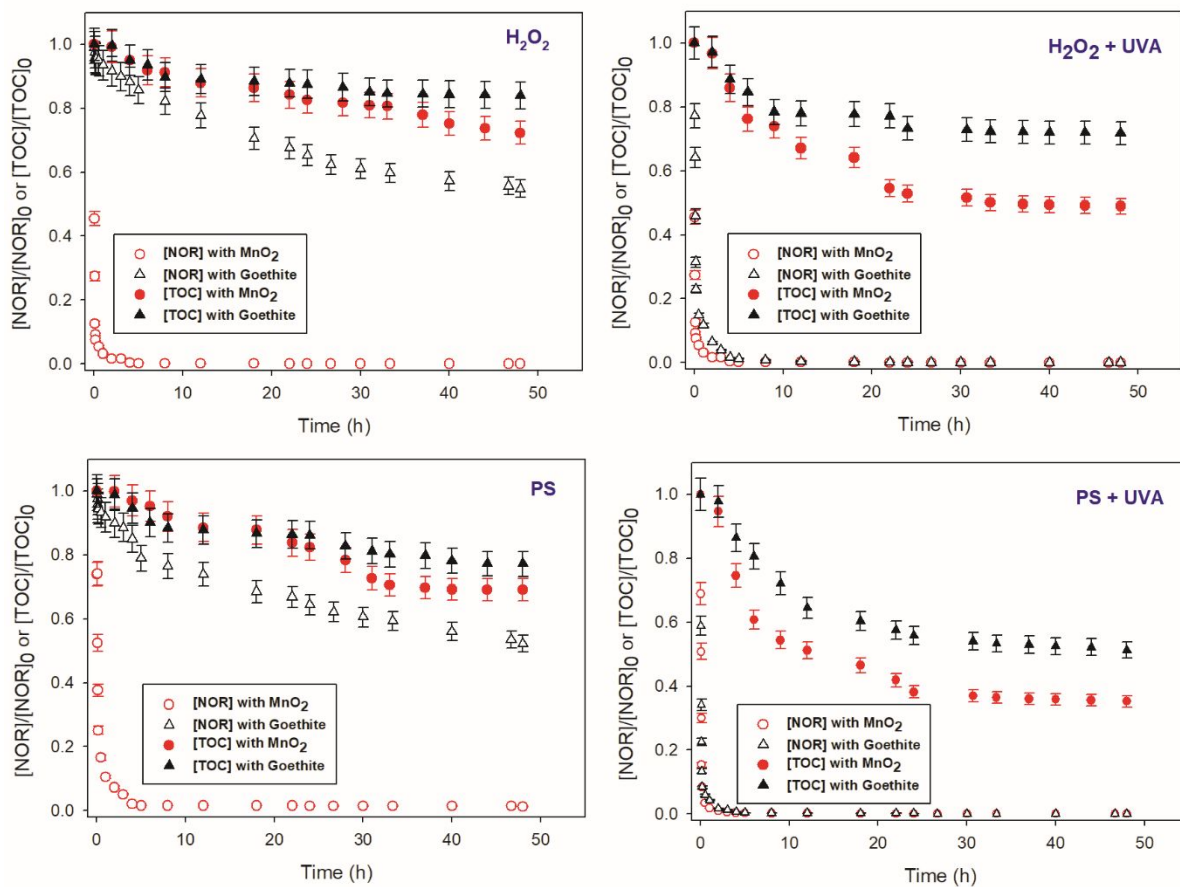 H₂O₂
[NOR]/[NOR]₀ or [TOC]/[TOC]₀
1.0
0.8
0.6
0.4
0.2
0.0
[NOR] with MnO₂
[NOR] with Goethite
[TOC] with MnO₂
[TOC] with Goethite
0 10 20 30 40 50
Time (h)
H₂O₂ + UVA
[NOR]/[NOR]₀ or [TOC]/[TOC]₀
1.0
0.8
0.6
0.4
0.2
0.0
[NOR] with MnO₂
[NOR] with Goethite
[TOC] with MnO₂
[TOC] with Goethite
0 10 20 30 40 50
Time (h)
PS
[NOR]/[NOR]₀ or [TOC]/[TOC]₀
1.0
0.8
0.6
0.4
0.2
0.0
[NOR] with MnO₂
[NOR] with Goethite
[TOC] with MnO₂
[TOC] with Goethite
0 10 20 30 40 50
Time (h)
PS + UVA
[NOR]/[NOR]₀ or [TOC]/[TOC]₀
1.0
0.8
0.6
0.4
0.2
0.0
[NOR] with MnO₂
[NOR] with Goethite
[TOC] with MnO₂
[TOC] with Goethite
0 10 20 30 40 50
Time (h)